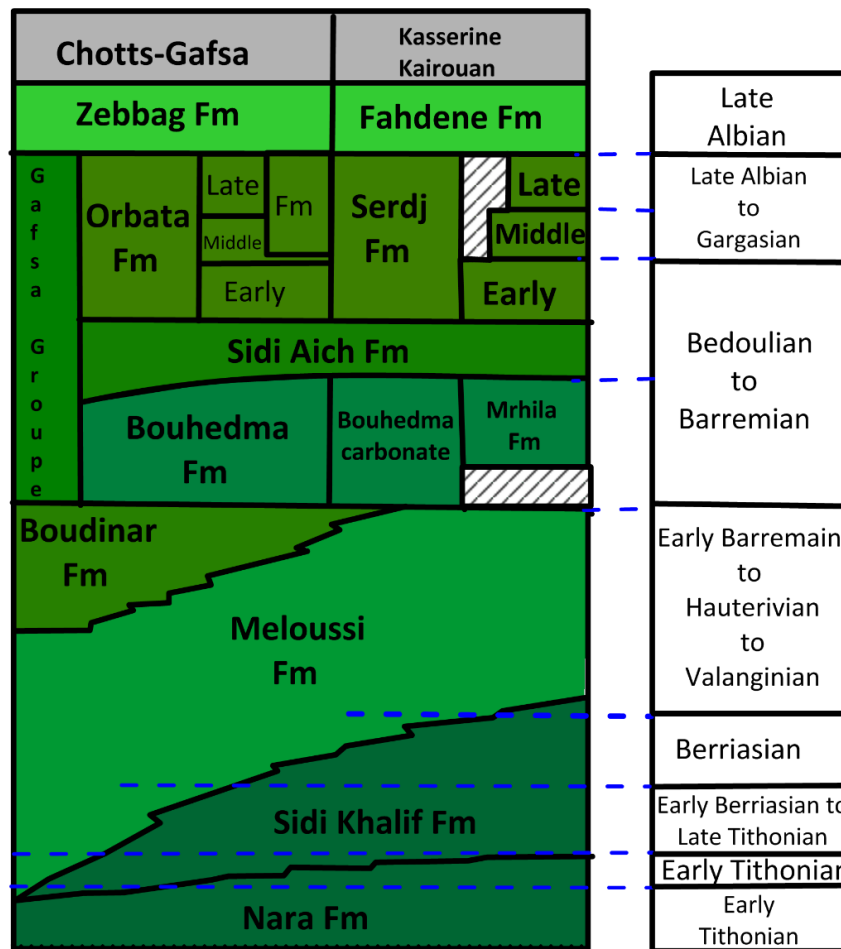 Chotts-Gafsa
Kasserine
Kairouan
Zebbag Fm
Fahdene Fm
Gafsa Groupe
Orbata
Fm
Late
Middle
Early
Fm
Serdj
Fm
Late
Middle
Early
Sidi Aich Fm
Bouhedma
Fm
Bouhedma
carbonate
Mrhila
Fm
Boudinar
Fm
Meloussi
Fm
Sidi Khalif Fm
Nara Fm
Late
Albian
Late Albian
to
Gargasian
Bedoulian
to
Barremian
Early Barremain
to
Hauterivian
to
Valanginian
Berriasian
Early Berriasian to
Late Tithonian
Early Tithonian
Early
Tithonian